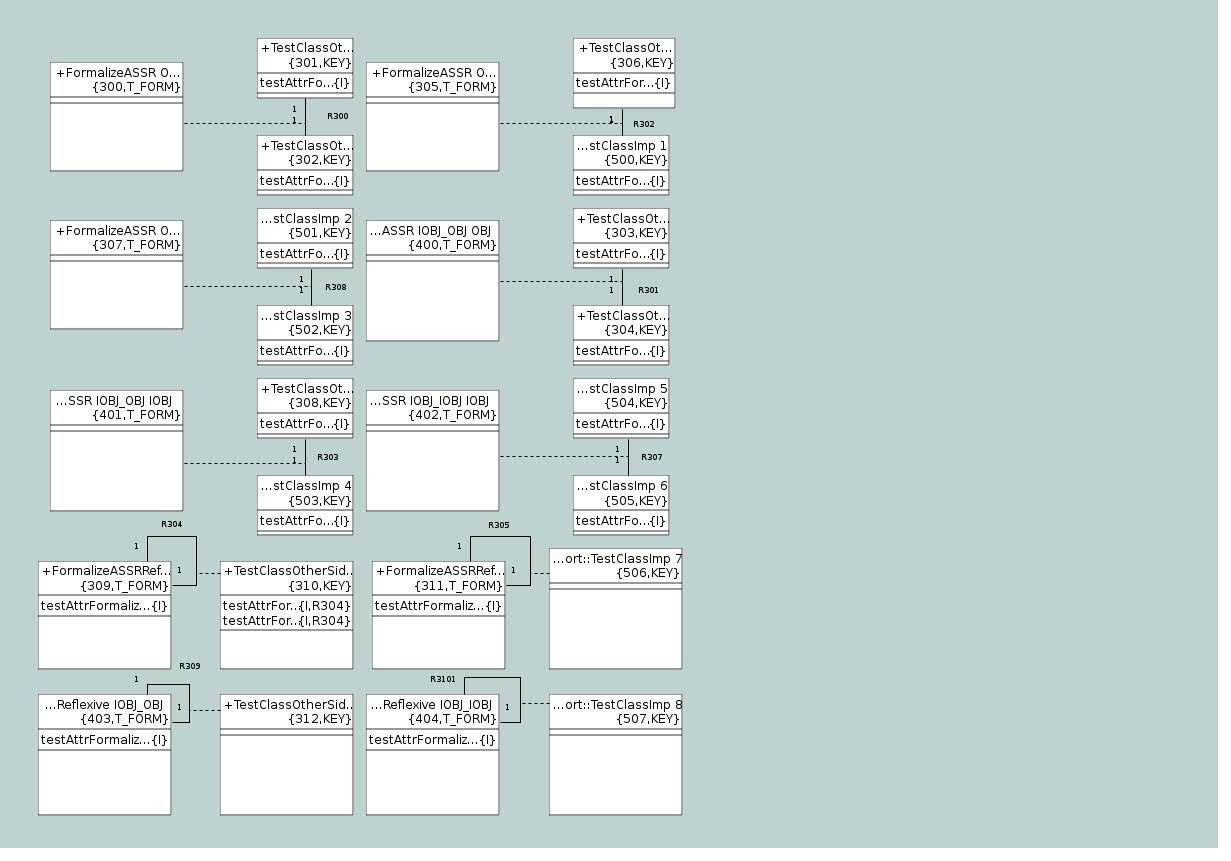 +FormalizeASSR O...
{300,T_FORM}
+TestClassOt...
{301,KEY}
testAttrFo...{I}
1
1
R300
+TestClassOt...
{302,KEY}
testAttrFo...{I}
+FormalizeASSR O...
{305,T_FORM}
+TestClassOt...
{306,KEY}
testAttrFor...{I}
1
R302
...stClassImp 1
{500,KEY}
testAttrFo...{I}
+FormalizeASSR O...
{307,T_FORM}
...stClassImp 2
{501,KEY}
testAttrFo...{I}
1
1
R308
...stClassImp 3
{502,KEY}
testAttrFo...{I}
...ASSR IOBJ_OBJ OBJ
{400,T_FORM}
+TestClassOt...
{303,KEY}
testAttrFo...{I}
1
1
R301
+TestClassOt...
{304,KEY}
testAttrFo...{I}
...SSR IOBJ_OBJ IOBJ
{401,T_FORM}
+TestClassOt...
{308,KEY}
testAttrFo...{I}
1
1
R303
...stClassImp 4
{503,KEY}
testAttrFo...{I}
...SSR IOBJ_IOBJ IOBJ
{402,T_FORM}
...stClassImp 5
{504,KEY}
testAttrFo...{I}
1
1
R307
...stClassImp 6
{505,KEY}
testAttrFo...{I}
R304
1
1
+FormalizeASSRRef...
{309,T_FORM}
testAttrFormaliz...{I}
+TestClassOtherSid...
{310,KEY}
testAttrFor...{I,R304}
testAttrFor...{I,R304}
R305
1
1
+FormalizeASSRRef...
{311,T_FORM}
testAttrFormaliz...{I}
...ort::TestClassImp 7
{506,KEY}
R309
1
1
...Reflexive IOBJ_OBJ
{403,T_FORM}
testAttrFormaliz...{I}
+TestClassOtherSid...
{312,KEY}
R3101
1
...Reflexive IOBJ_IOBJ
{404,T_FORM}
testAttrFormaliz...{I}
...ort::TestClassImp 8
{507,KEY}